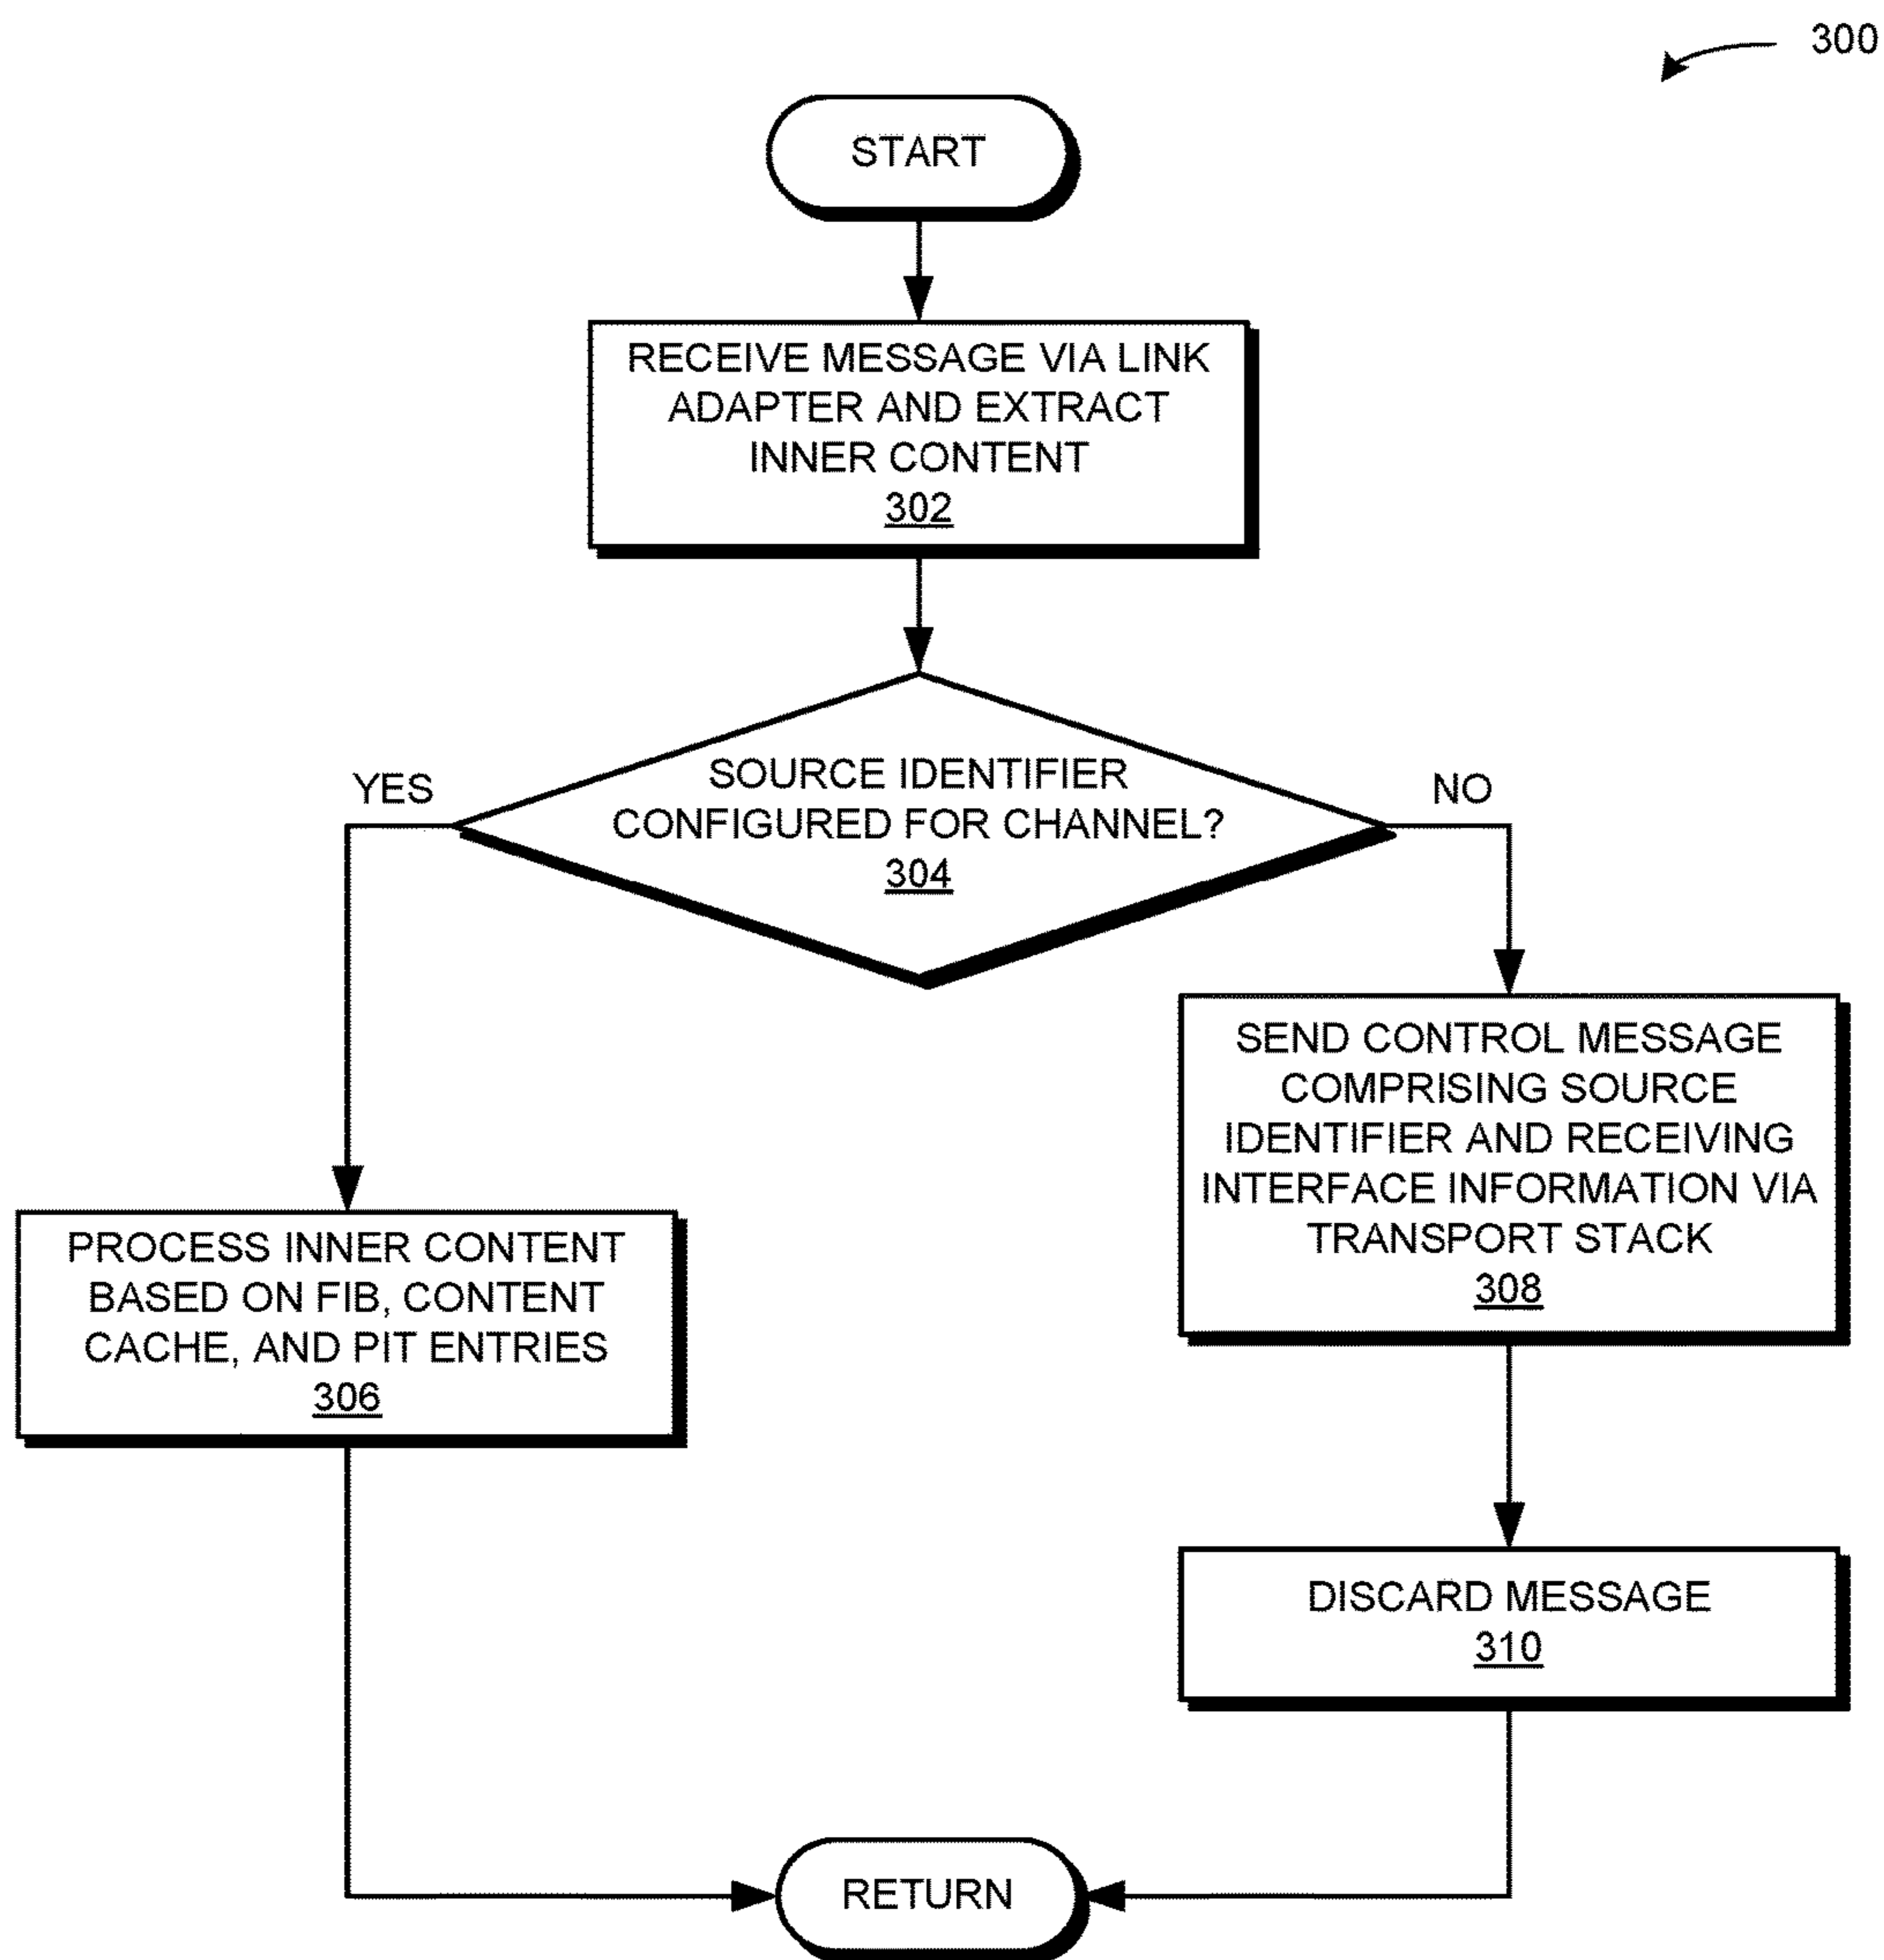 300
START
RECEIVE MESSAGE VIA LINK
ADAPTER AND EXTRACT
INNER CONTENT
302
SOURCE IDENTIFIER
CONFIGURED FOR CHANNEL?
304
YES
NO
PROCESS INNER CONTENT
BASED ON FIB, CONTENT
CACHE, AND PIT ENTRIES
306
SEND CONTROL MESSAGE
COMPRISING SOURCE
IDENTIFIER AND RECEIVING
INTERFACE INFORMATION VIA
TRANSPORT STACK
308
DISCARD MESSAGE
310
RETURN